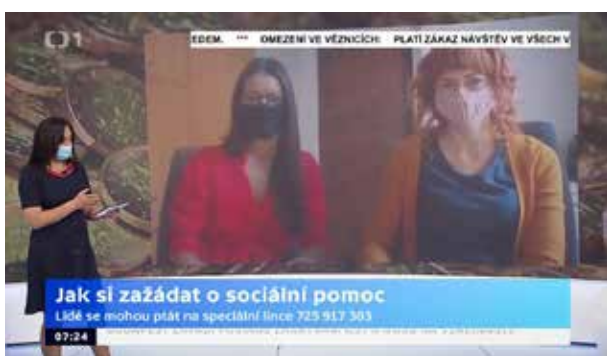 1
EDEM. *** OMEZENÍ VE VĚZNICÍCH: PLATÍ ZÁKAZ NÁVŠTĚV VE VŠECH V
Jak si zažádat o sociální pomoc
Lidé se mohou ptát na speciální lince 725 917 303
07:24